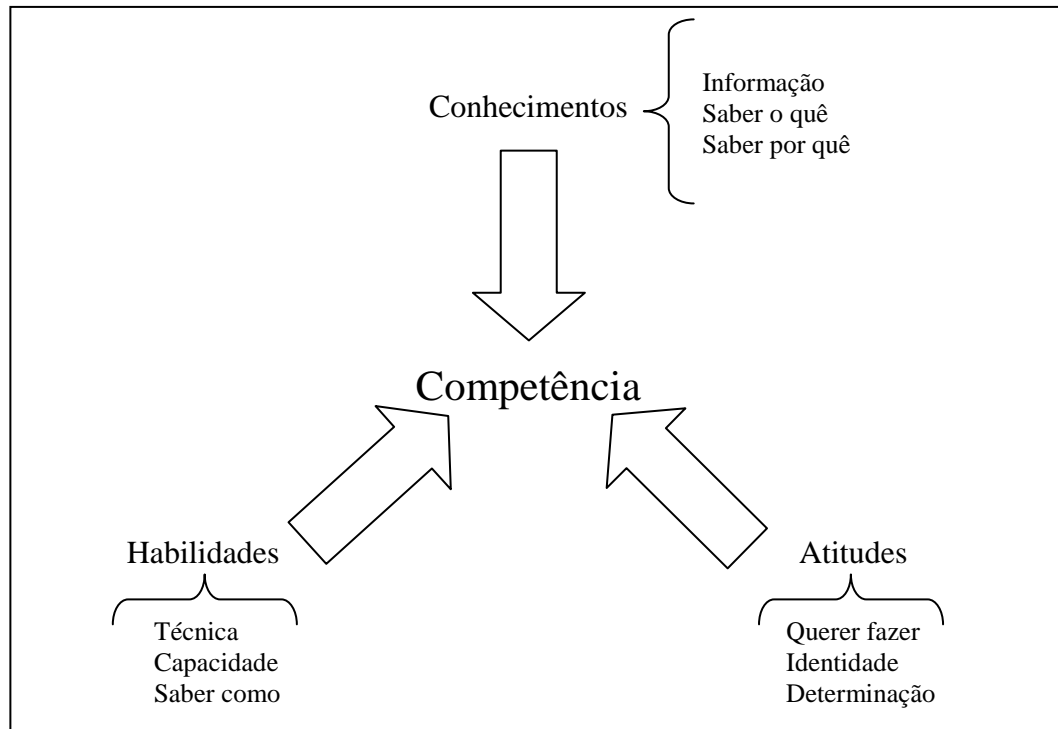 Conhecimentos
Informação
Saber o quê
Saber por quê
Competência
Habilidades
Técnica
Capacidade
Saber como
Atitudes
Querer fazer
Identidade
Determinação